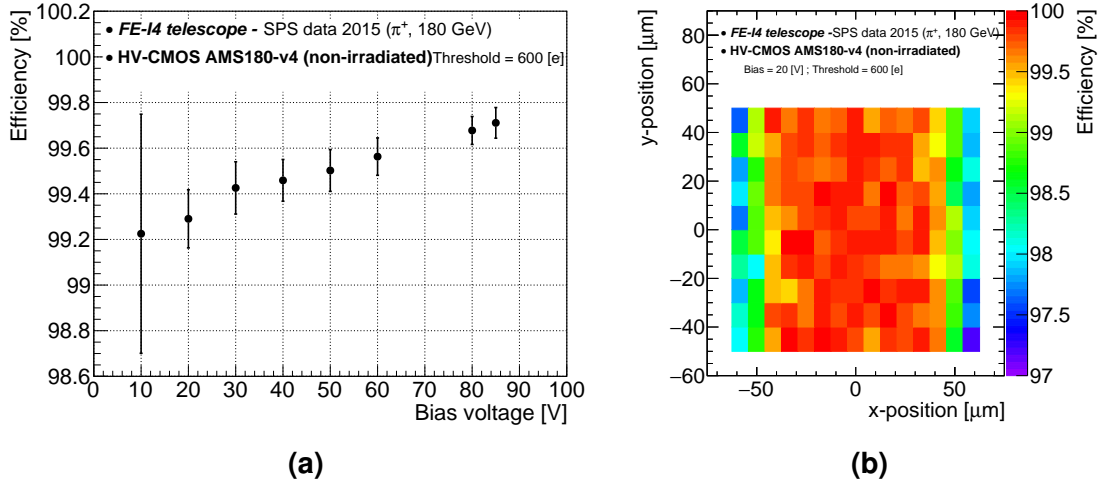 Efficiency [%]
100.2
100
99.8
99.6
99.4
99.2
99
98.8
98.6
• FE-I4 telescope - SPS data 2015 (π⁺, 180 GeV)
• HV-CMOS AMS180-v4 (non-irradiated)Threshold = 600 [e]
0 10 20 30 40 50 60 70 80 90 100
Bias voltage [V]
(a)
y-position [μm]
80
60
40
20
0
−20
−40
−60
• FE-I4 telescope -SPS data 2015 (π⁺, 180 GeV)
• HV-CMOS AMS180-v4 (non-irradiated)
Bias = 20 [V] ; Threshold = 600 [e]
−50 0 50
x-position [μm]
100
99.5
99
98.5
98
97.5
97
Efficiency [%]
(b)